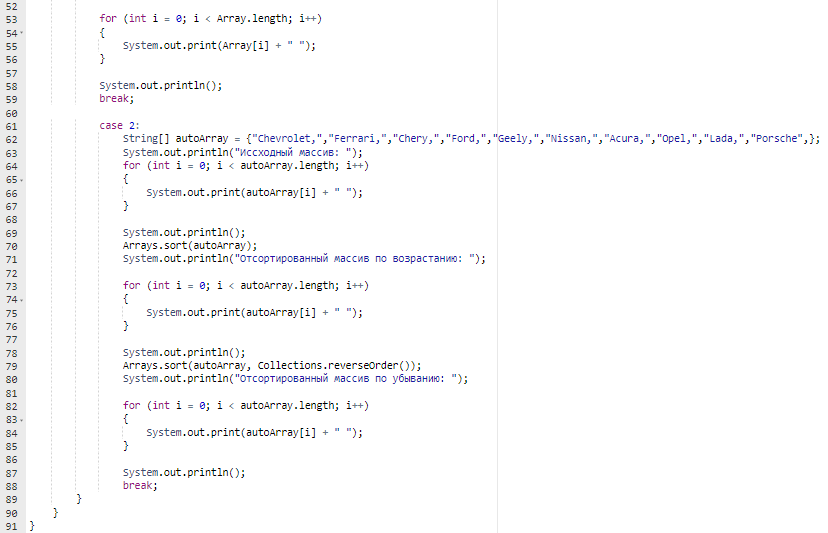 52
53 for (int i = 0; i < Array.length; i++)
54 {
55 System.out.print(Array[i] + " ");
56 }
57
58 System.out.println();
59 break;
60
61 case 2:
62 String[] autoArray = {"Chevrolet,","Ferrari,","Chery,","Ford,","Geely,","Nissan,","Acura,","Opel,","Lada,","Porsche",};
63 System.out.println("Иссходный массив: ");
64 for (int i = 0; i < autoArray.length; i++)
65 {
66 System.out.print(autoArray[i] + " ");
67 }
68
69 System.out.println();
70 Arrays.sort(autoArray);
71 System.out.println("Отсортированный массив по возрастанию: ");
72
73 for (int i = 0; i < autoArray.length; i++)
74 {
75 System.out.print(autoArray[i] + " ");
76 }
77
78 System.out.println();
79 Arrays.sort(autoArray, Collections.reverseOrder());
80 System.out.println("Отсортированный массив по убыванию: ");
81
82 for (int i = 0; i < autoArray.length; i++)
83 {
84 System.out.print(autoArray[i] + " ");
85 }
86
87 System.out.println();
88 break;
89 }
90 }
91 }